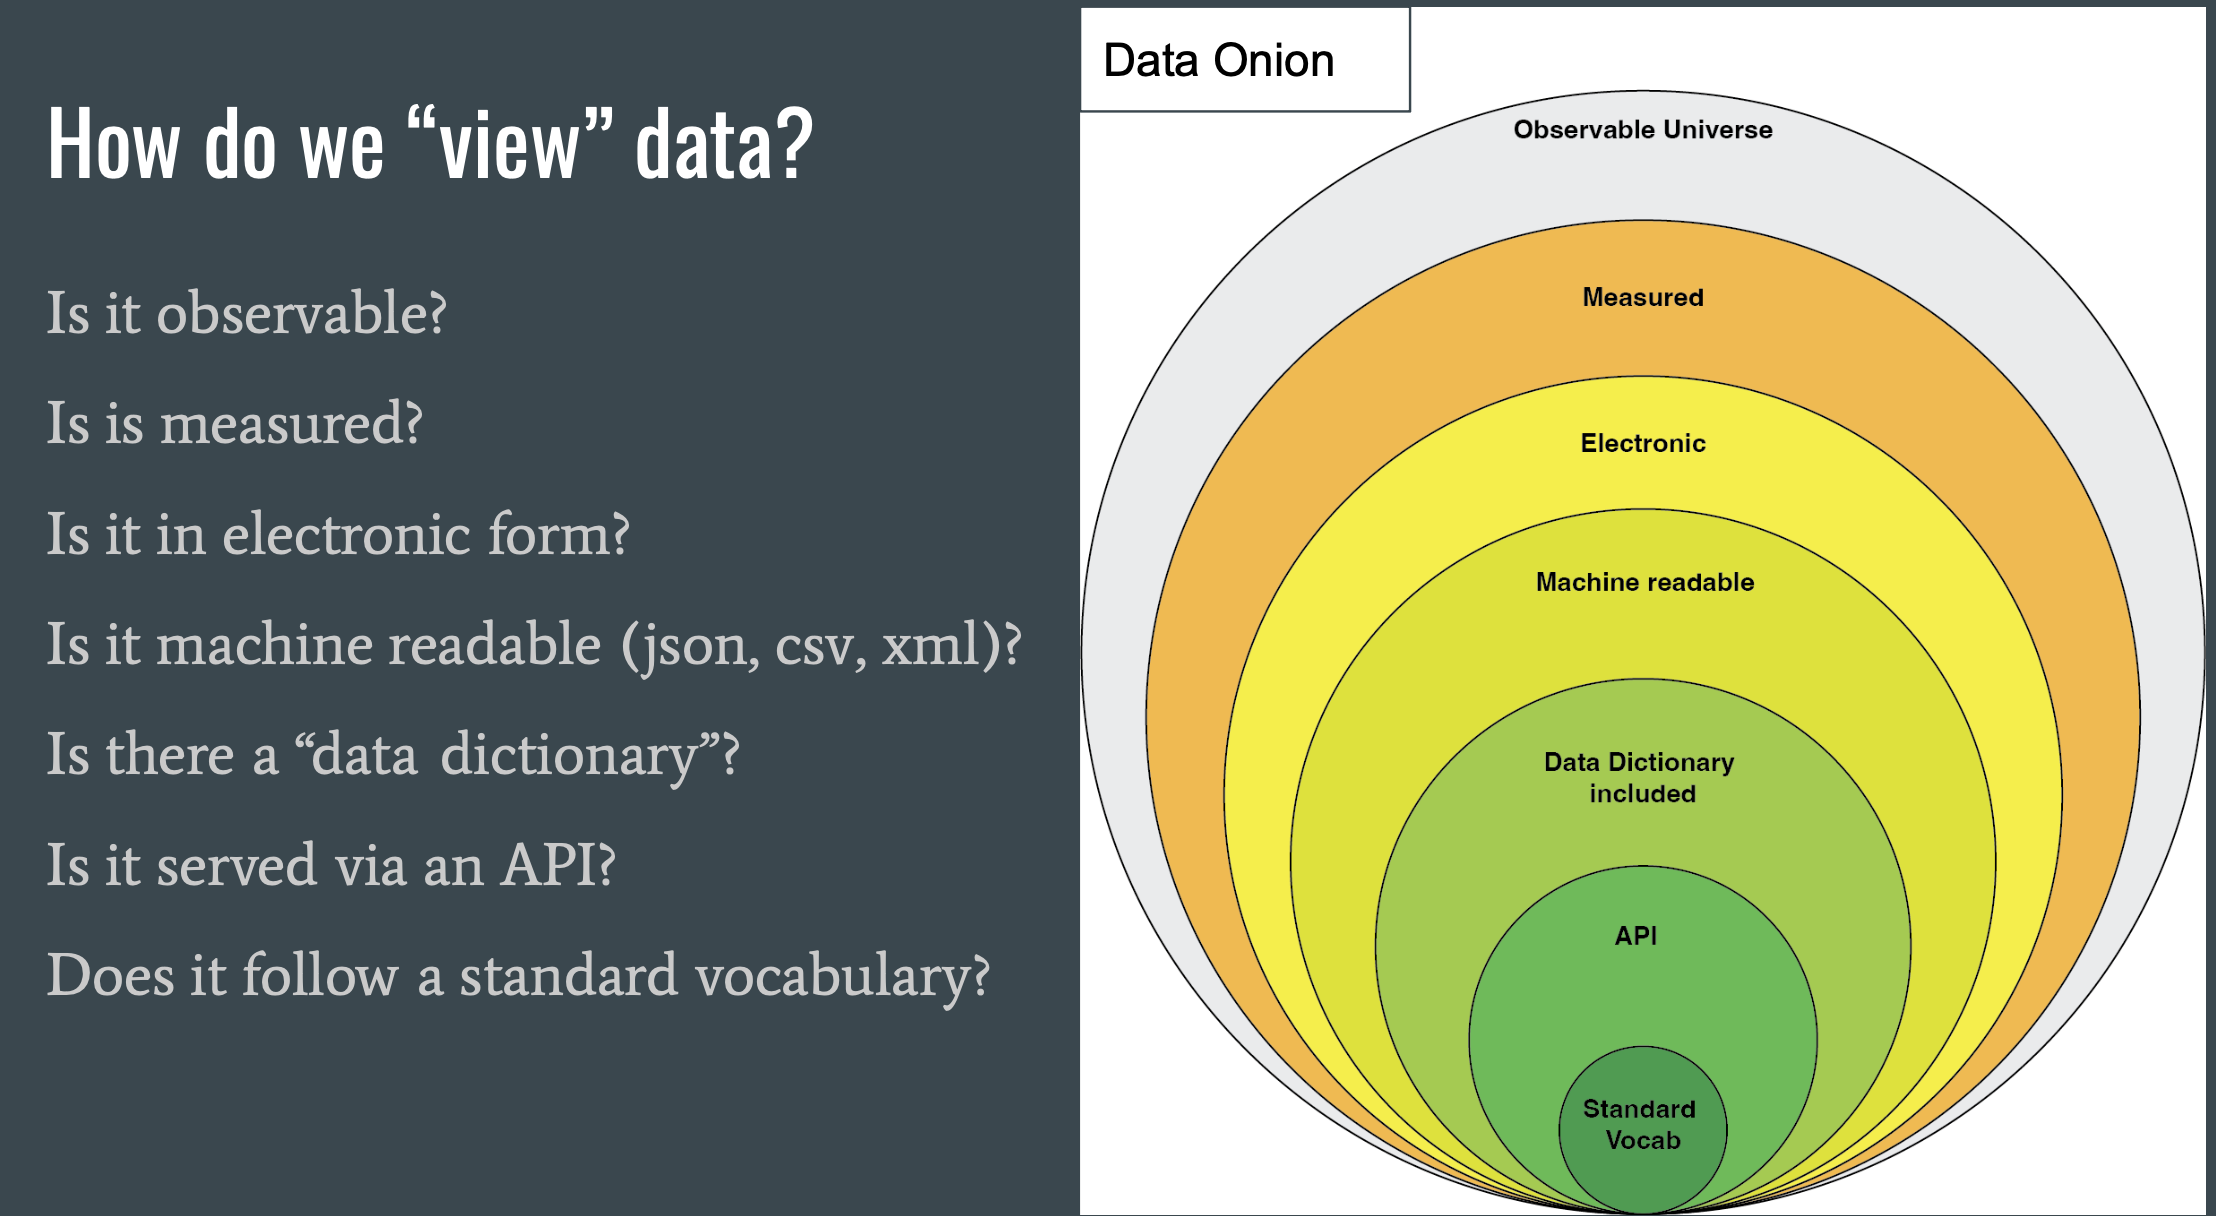 How do we “view” data?
Is it observable?
Is is measured?
Is it in electronic form?
Is it machine readable (json, csv, xml)?
Is there a “data dictionary”?
Is it served via an API?
Does it follow a standard vocabulary?
Data Onion
Observable Universe
Measured
Electronic
Machine readable
Data Dictionary
included
API
Standard
Vocab